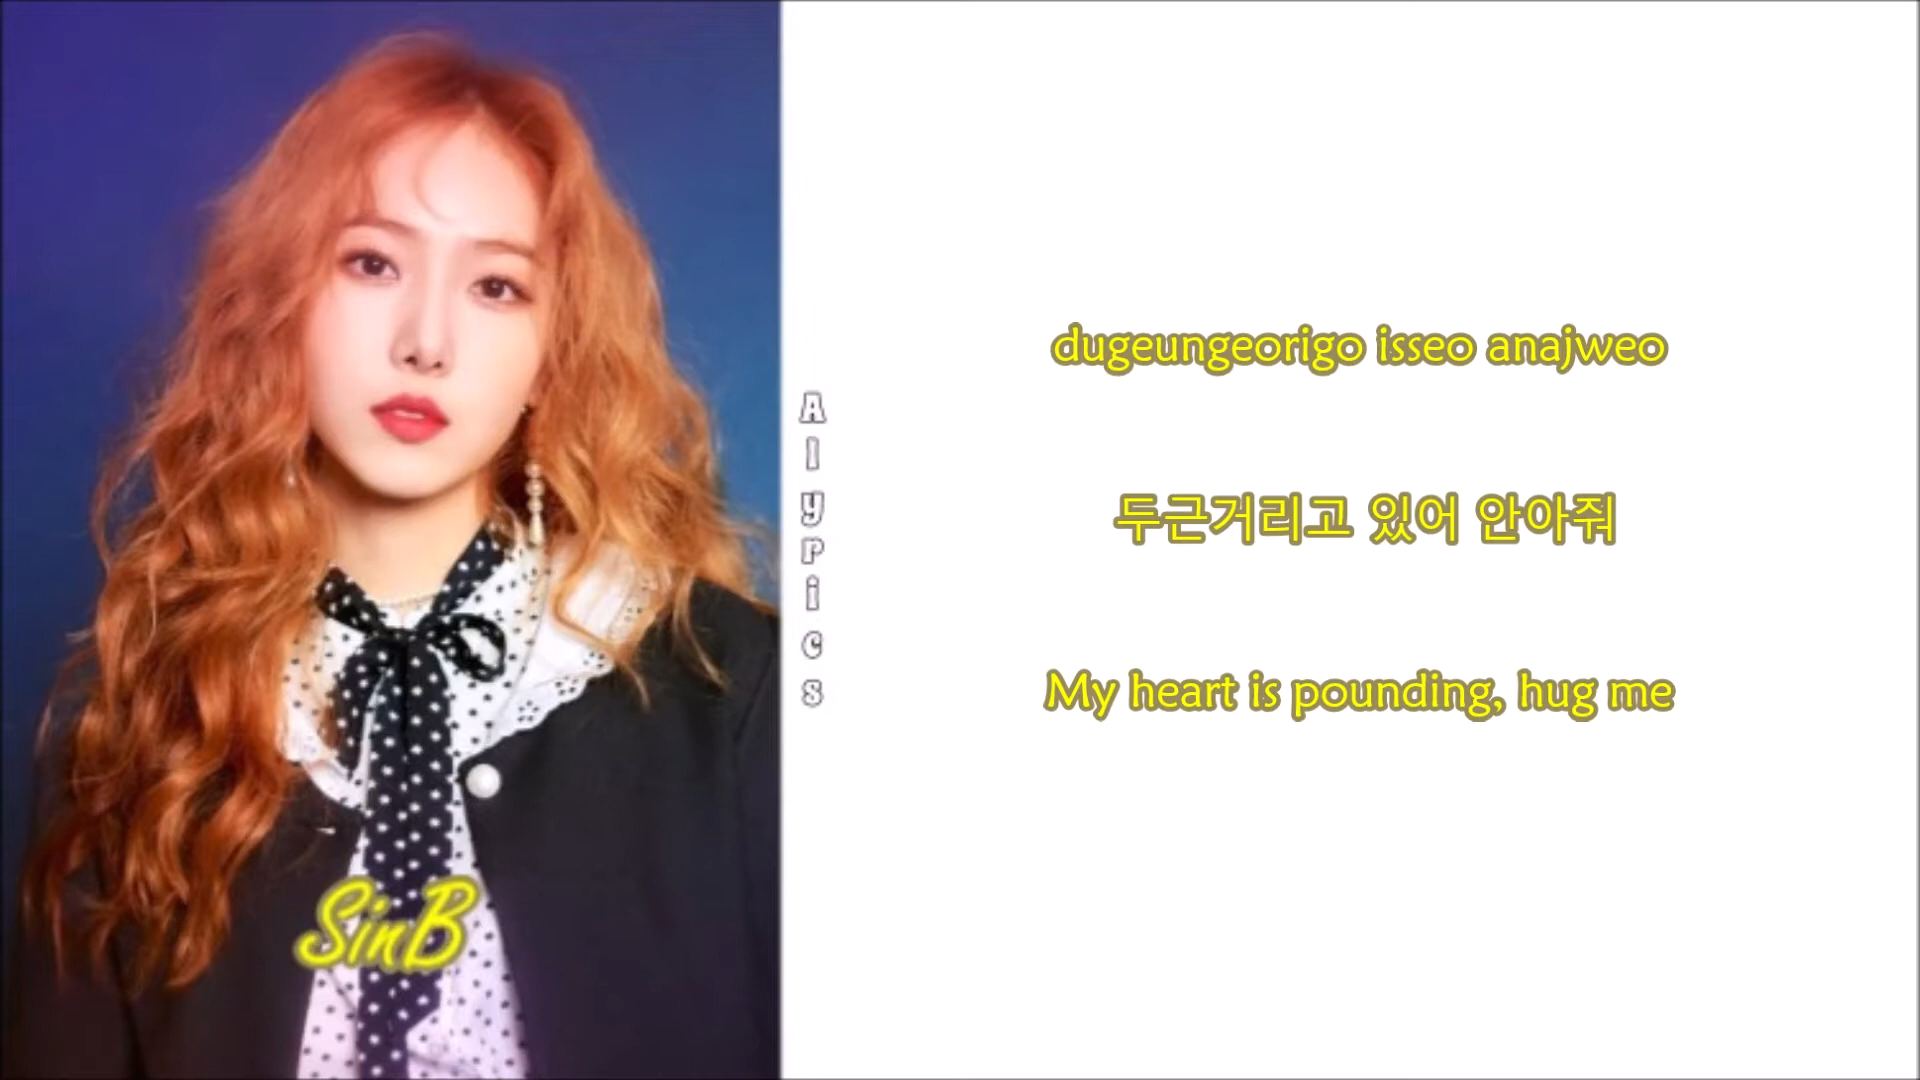 SinB
AlyPics
dugeungeorigo isseo anajweo
두근거리고 있어 안아줘
My heart is pounding, hug me